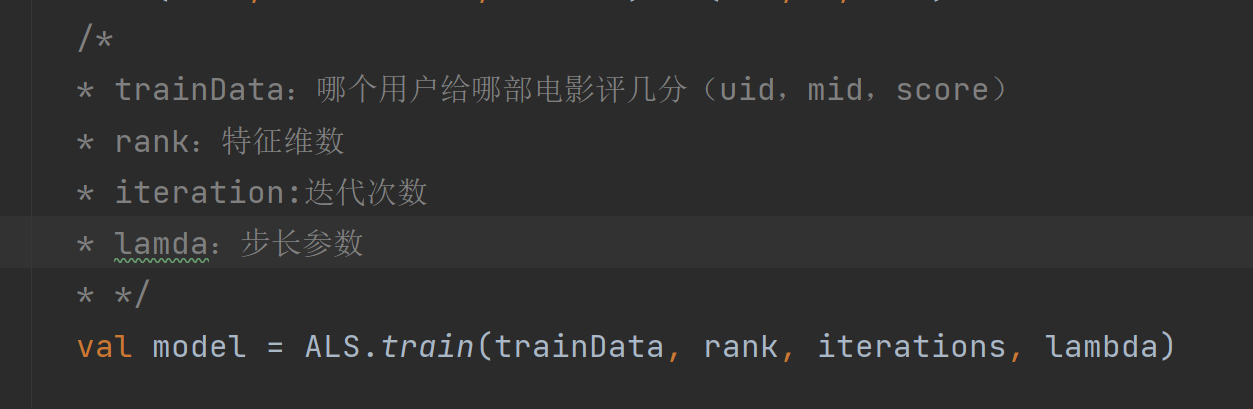 /*
* trainData：哪个用户给哪部电影评几分（uid，mid，score）
* rank：特征维数
* iteration:迭代次数
* lamda：步长参数
* */
val model = ALS.train(trainData, rank, iterations, lambda)